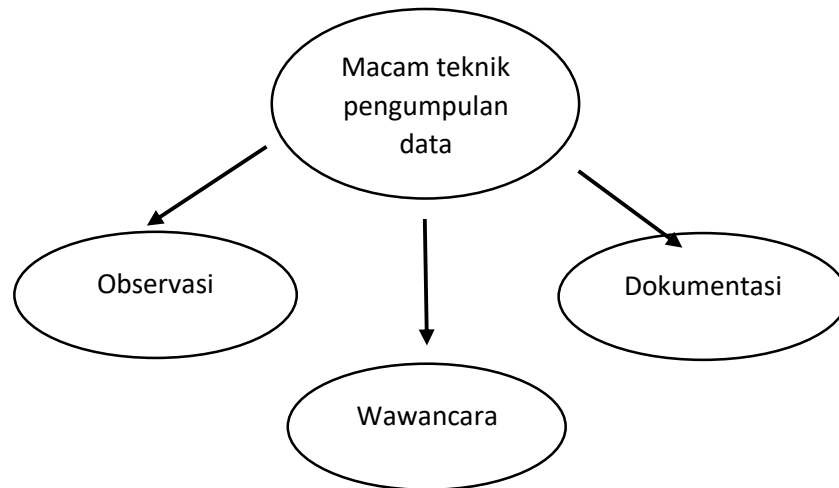 Macam teknik
pengumpulan
data
Observasi
Dokumentasi
Wawancara